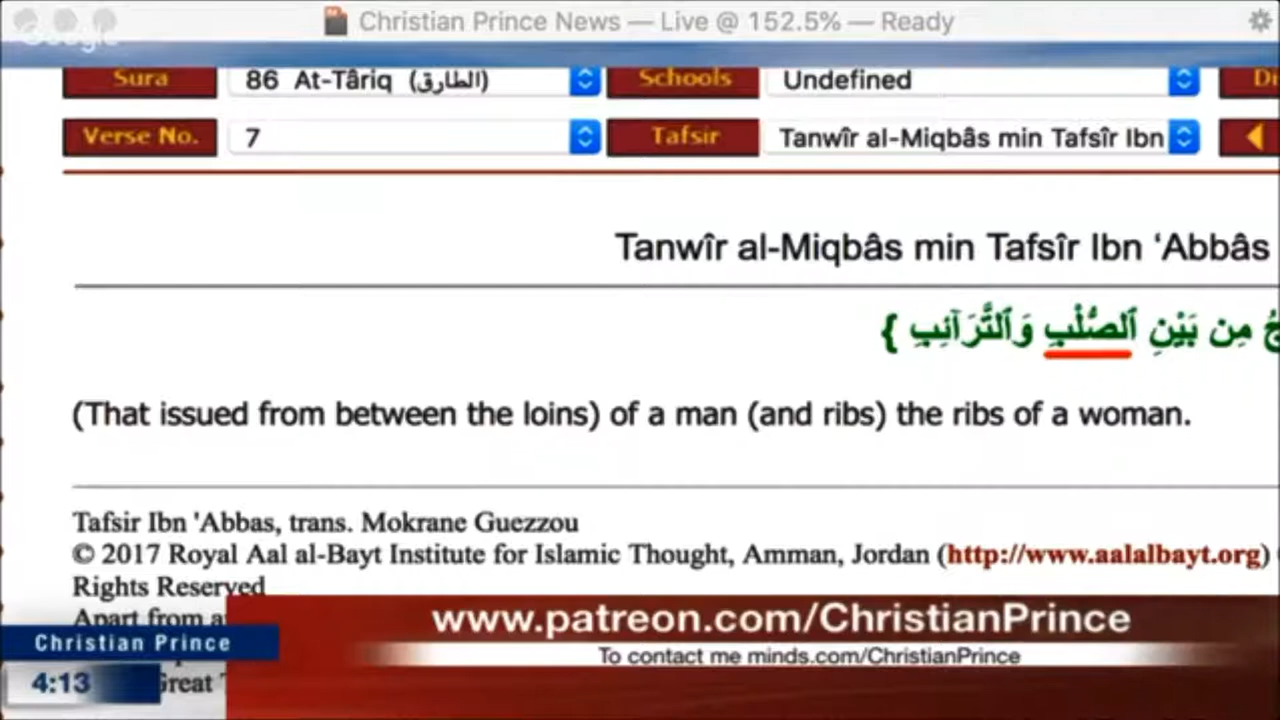 Christian Prince News — Live @ 152.5% — Ready
Google
Sura 86 At-Târiq (الطارق) Schools Undefined
Verse No. 7 Tafsir Tanwîr al-Miqbâs min Tafsîr Ibn
Tanwîr al-Miqbâs min Tafsîr Ibn ‘Abbâs
مِن بَيْنِ ٱلصُّلْبِ وَٱلتَّرَآئِبِ }
(That issued from between the loins) of a man (and ribs) the ribs of a woman.
Tafsir Ibn 'Abbas, trans. Mokrane Guezzou
© 2017 Royal Aal al-Bayt Institute for Islamic Thought, Amman, Jordan (http://www.aalalbayt.org)
Rights Reserved
Apart from a
www.patreon.com/ChristianPrince
Christian Prince
To contact me minds.com/ChristianPrince
4:13